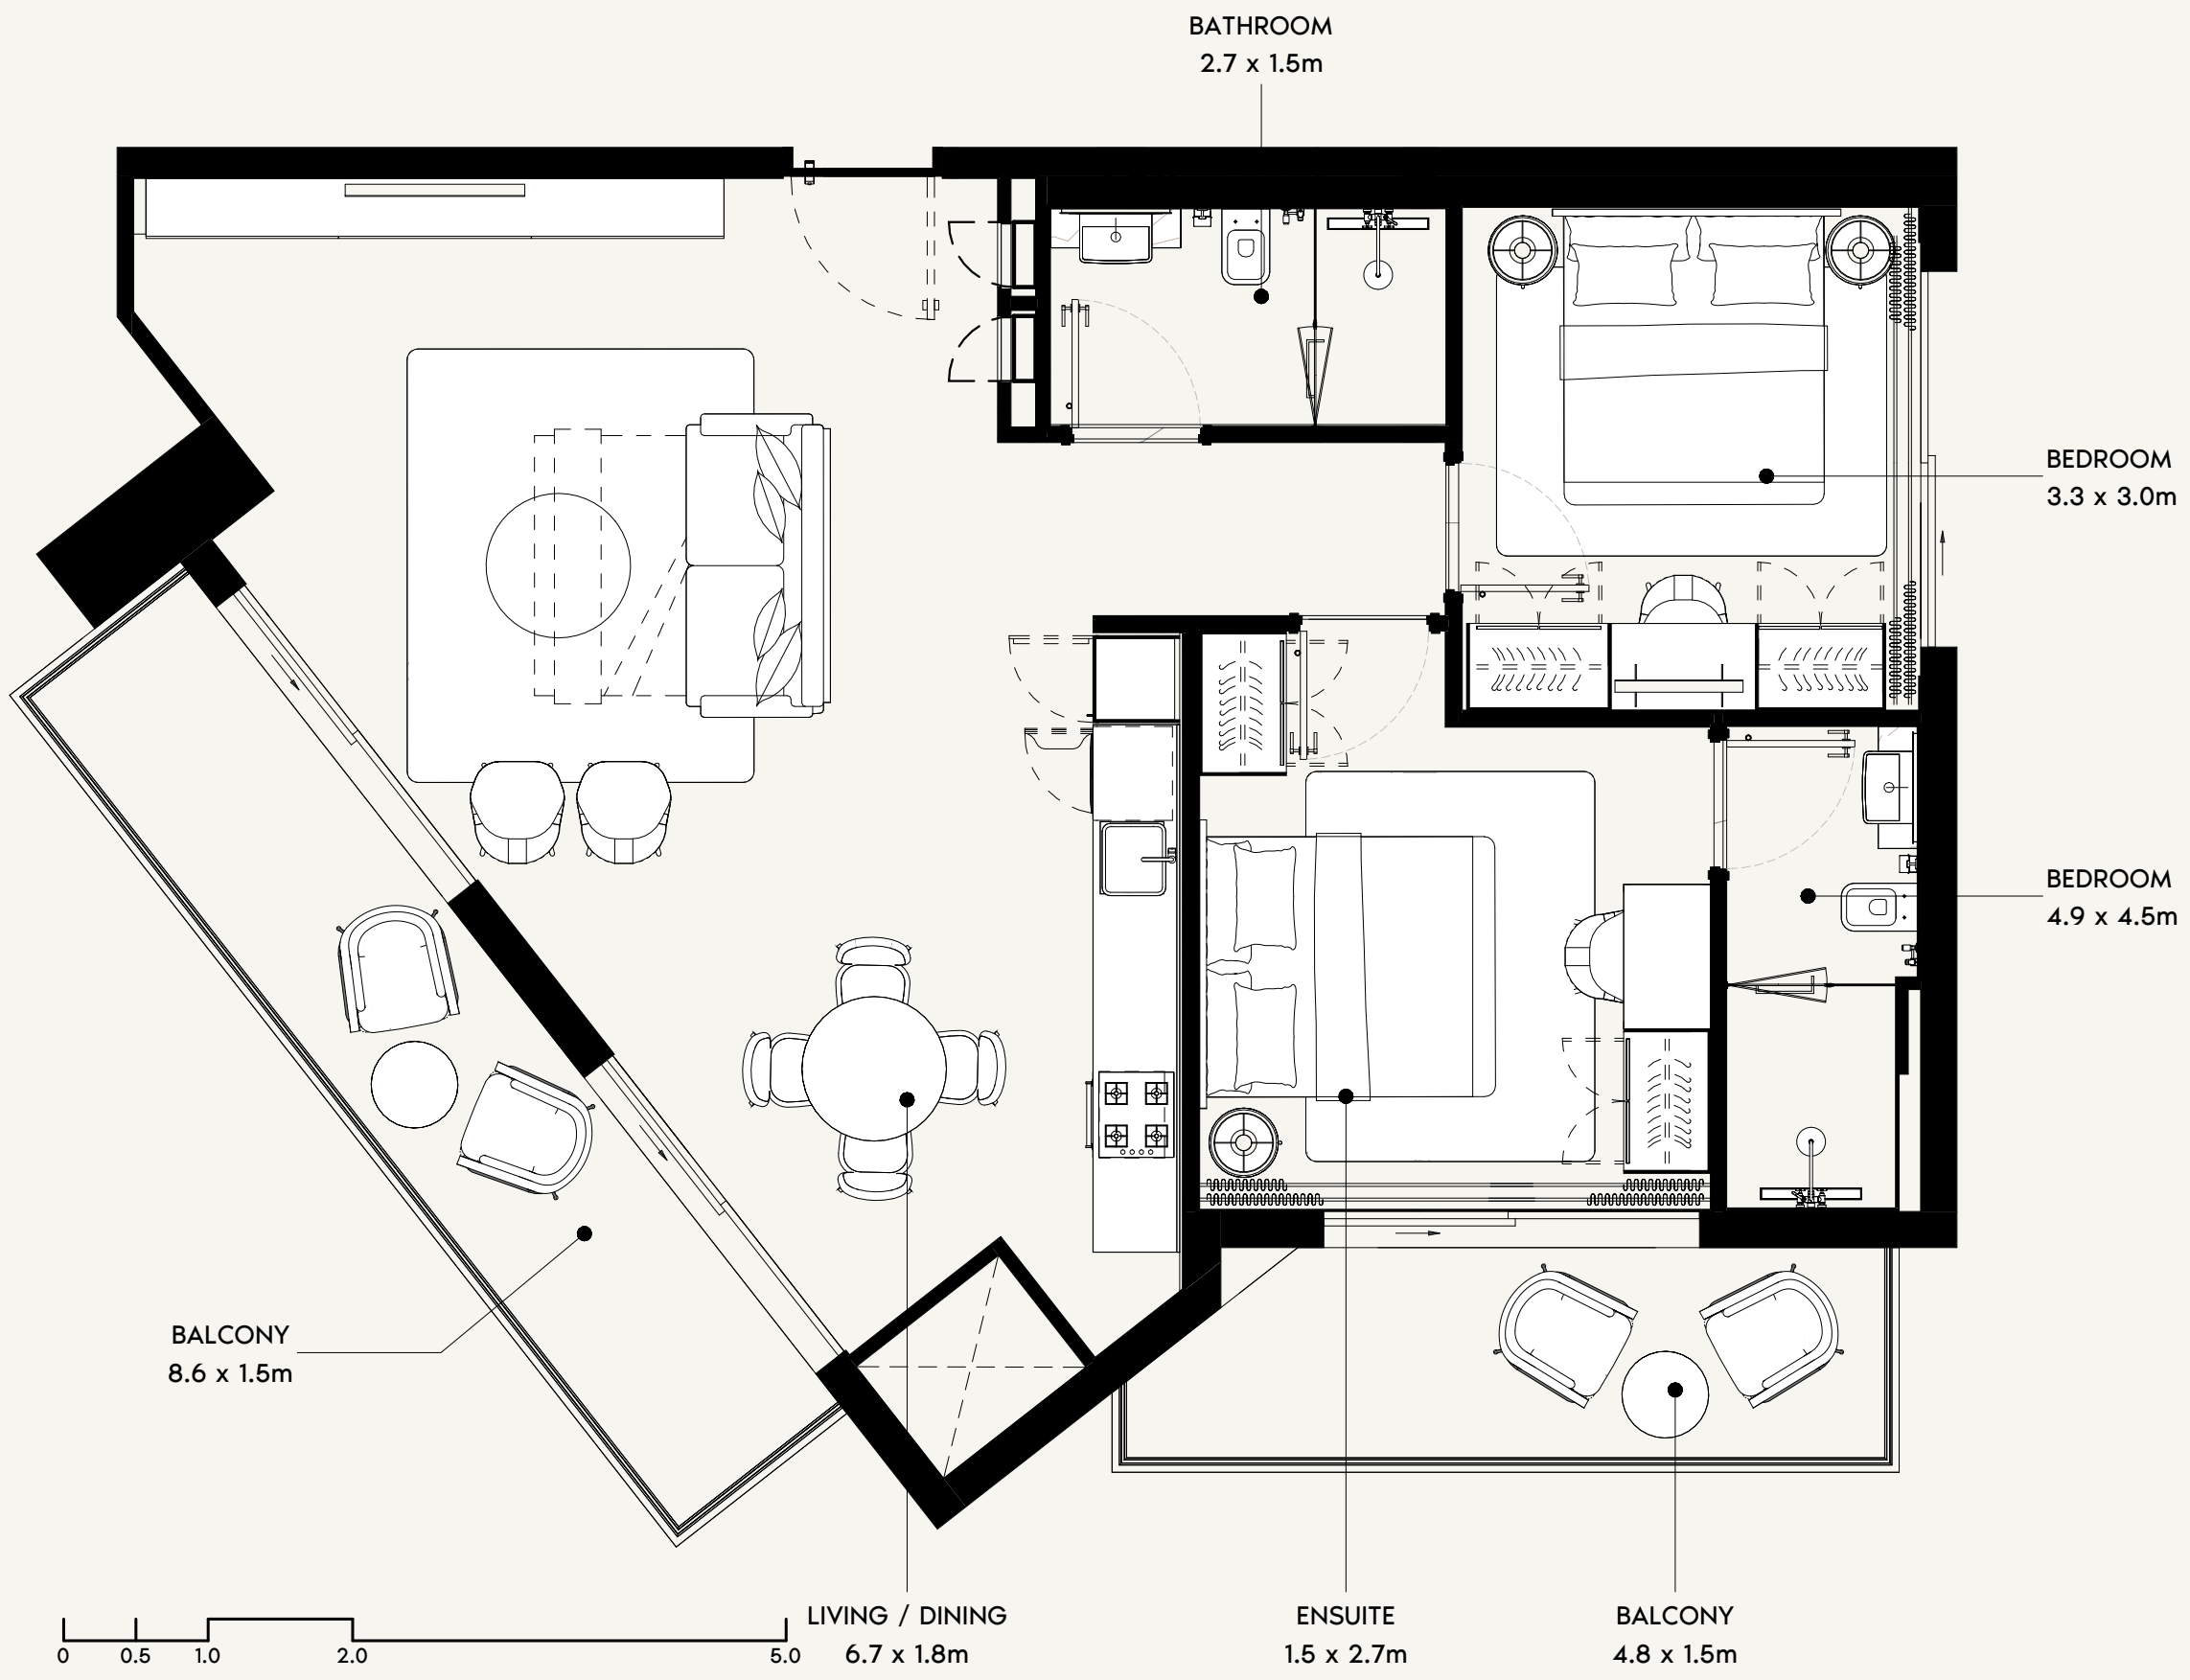 BATHROOM
2.7 x 1.5m
BEDROOM
3.3 x 3.0m
BEDROOM
4.9 x 4.5m
BALCONY
8.6 x 1.5m
LIVING / DINING
6.7 x 1.8m
ENSUITE
1.5 x 2.7m
BALCONY
4.8 x 1.5m
0 0.5 1.0 2.0 5.0